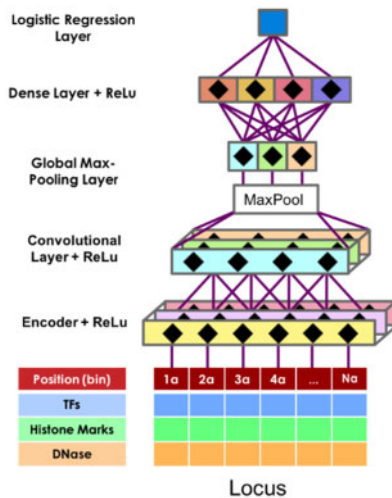 Logistic Regression
Layer
Dense Layer + ReLu
Global Max-
Pooling Layer
MaxPool
Convolutional
Layer + ReLu
Encoder + ReLu
Position (bin) 1a 2a 3a 4a ... Na
TFs
Histone Marks
DNase
Locus